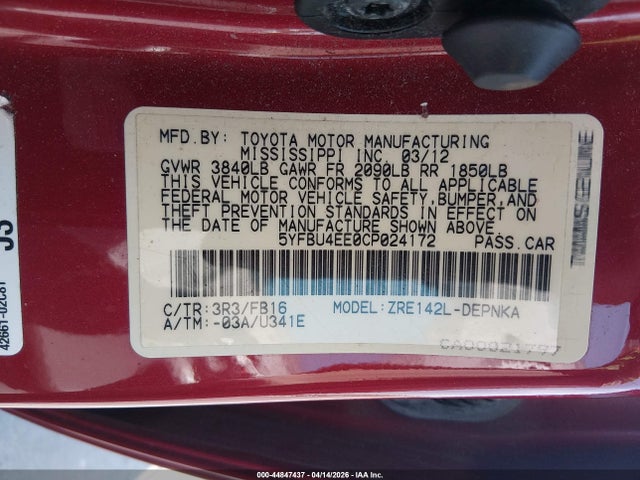 MFD.BY: TOYOTA MOTOR MANUFACTURING
MISSISSIPPI INC 03/12
GVWR 3840LB GAWR FR 2090LB RR 1850LB
THIS VEHICLE CONFORMS TO ALL APPLICABLE
FEDERAL MOTOR VEHICLE SAFETY,BUMPER,AND
THEFT PREVENTION STANDARDS IN EFFECT ON
THE DATE OF MANUFACTURE SHOWN ABOVE.
5YFBU4EE0CP024172 PASS.CAR
C/TR:3R3/FB16 MODEL:ZRE142L-DEPNKA
A/TM:-03A/U341E
CA00021797
42661-02C81
000-44847437 - 04/14/2026 - IAA Inc.